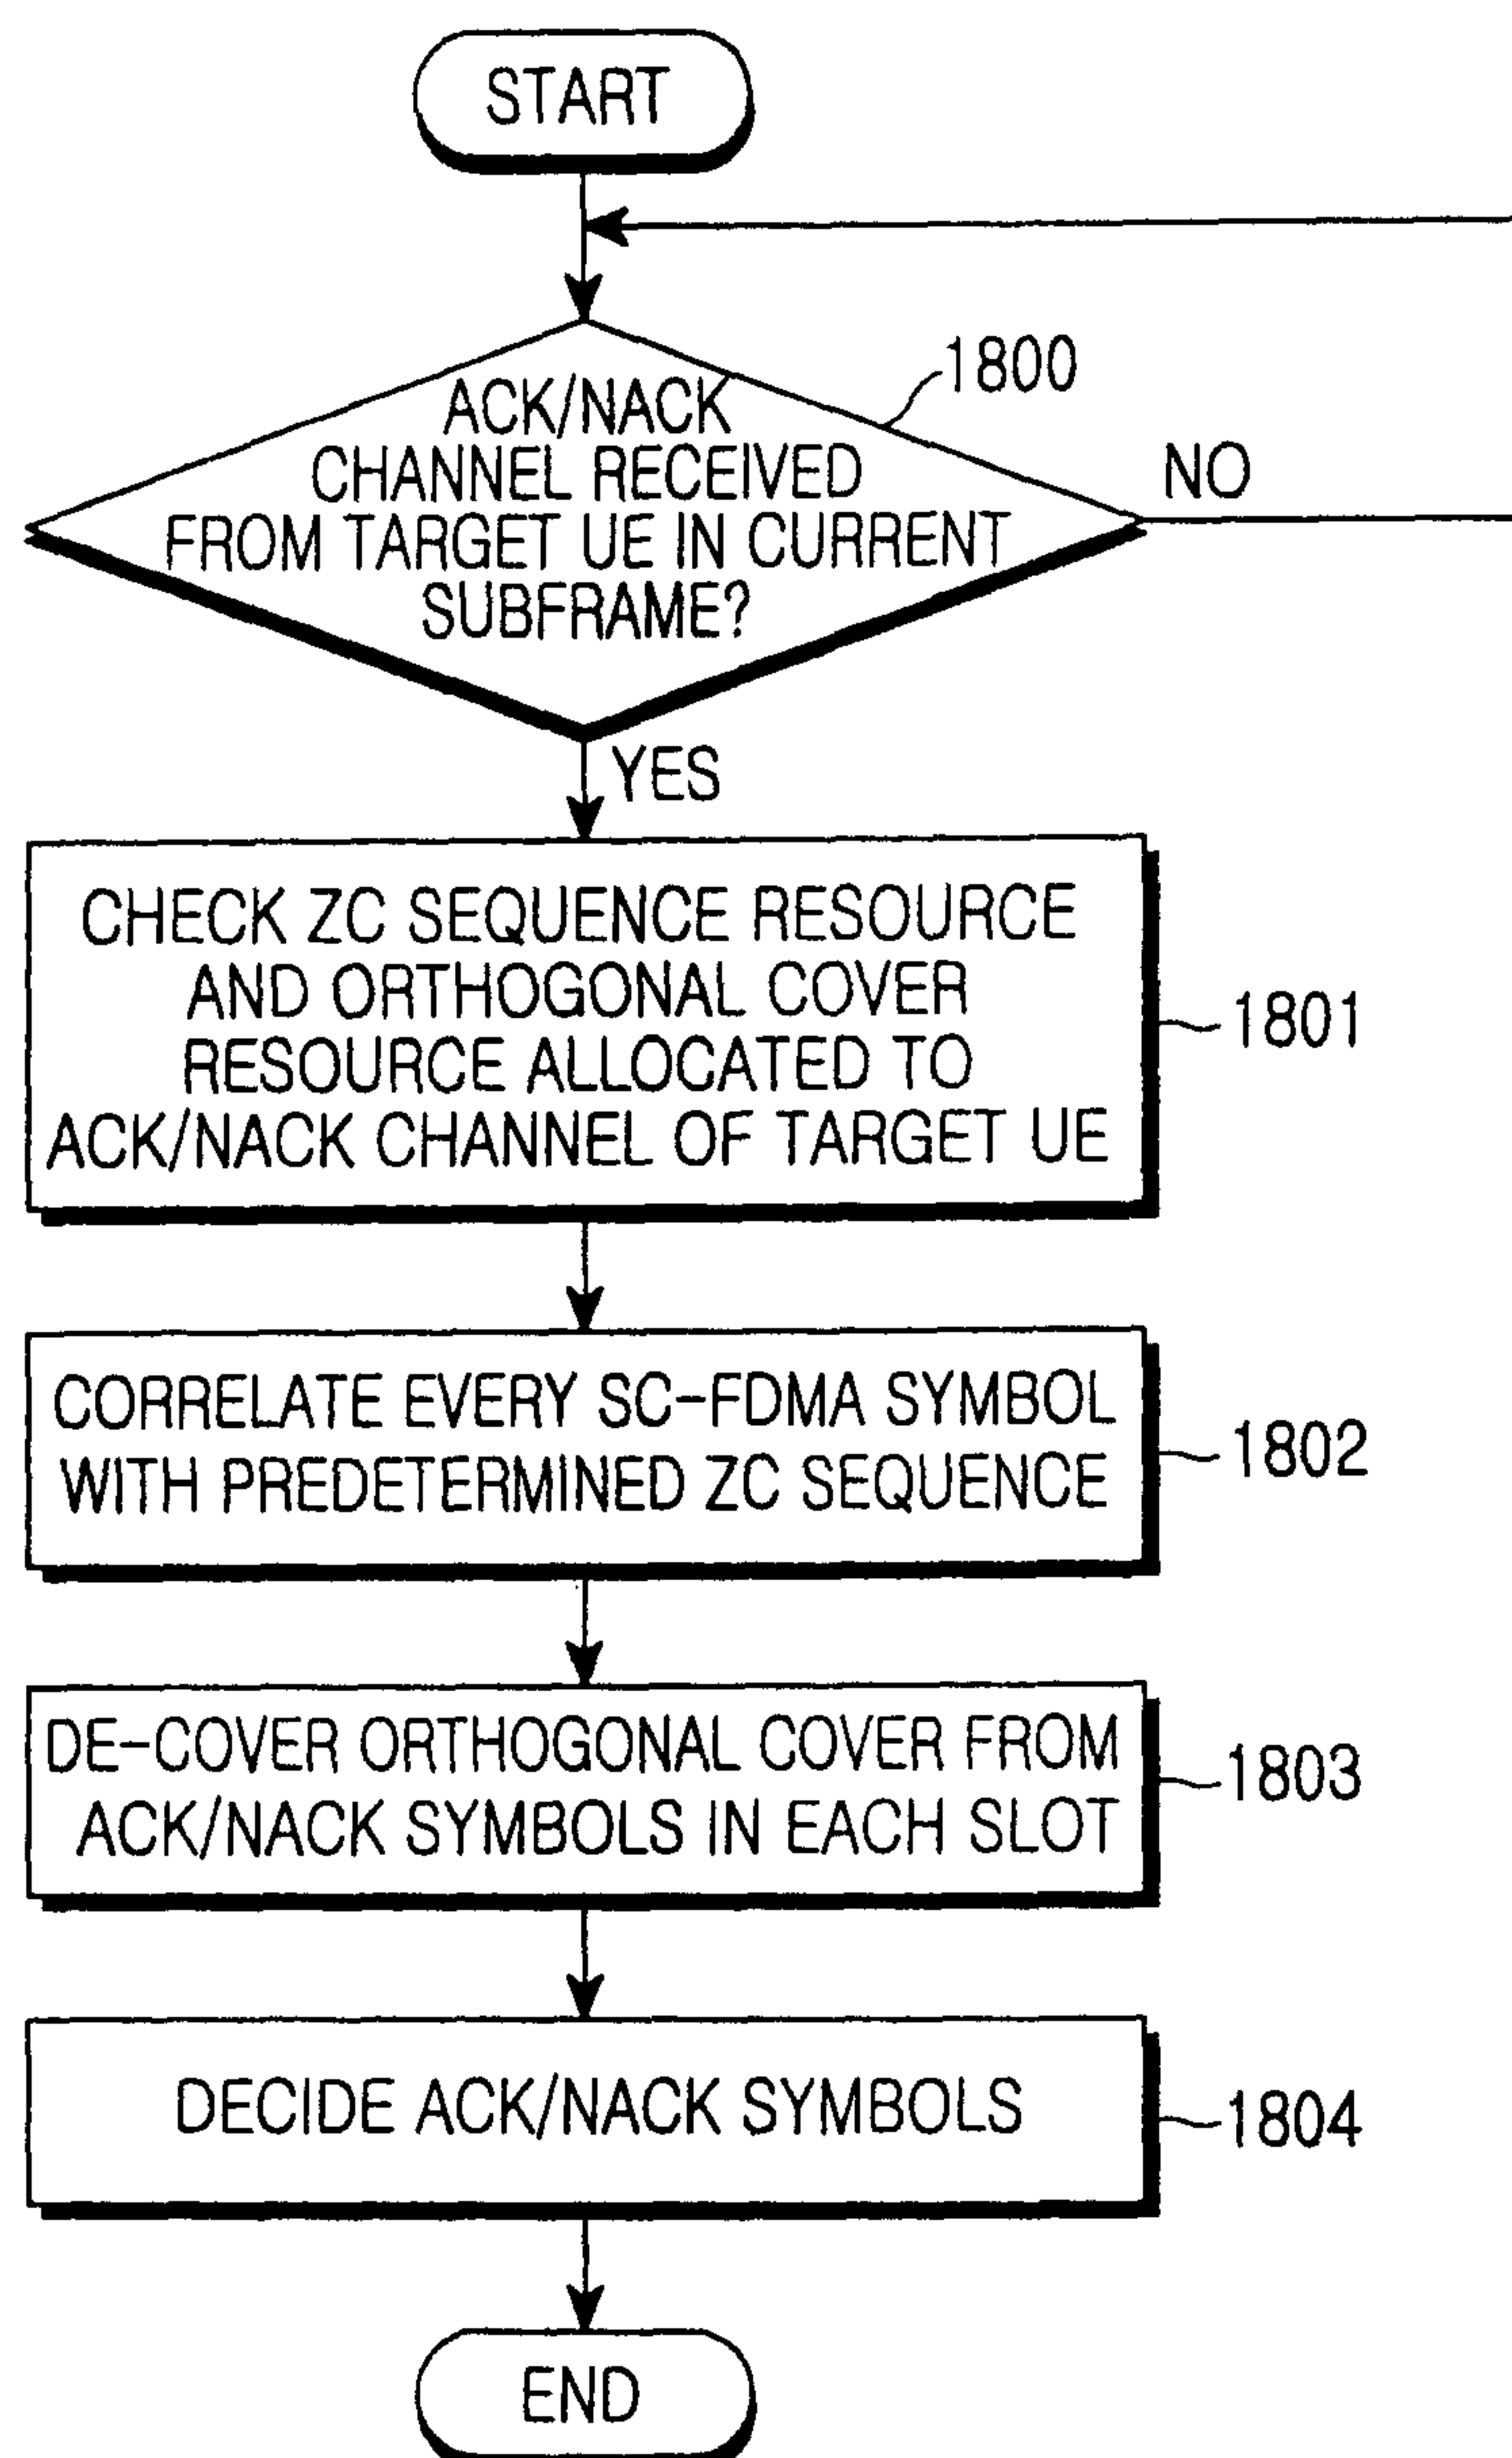 START
1800
ACK/NACK
CHANNEL RECEIVED
FROM TARGET UE IN CURRENT
SUBFRAME?
NO
YES
CHECK ZC SEQUENCE RESOURCE
AND ORTHOGONAL COVER
RESOURCE ALLOCATED TO
ACK/NACK CHANNEL OF TARGET UE
1801
CORRELATE EVERY SC-FDMA SYMBOL
WITH PREDETERMINED ZC SEQUENCE
1802
DE-COVER ORTHOGONAL COVER FROM
ACK/NACK SYMBOLS IN EACH SLOT
1803
DECIDE ACK/NACK SYMBOLS
1804
END